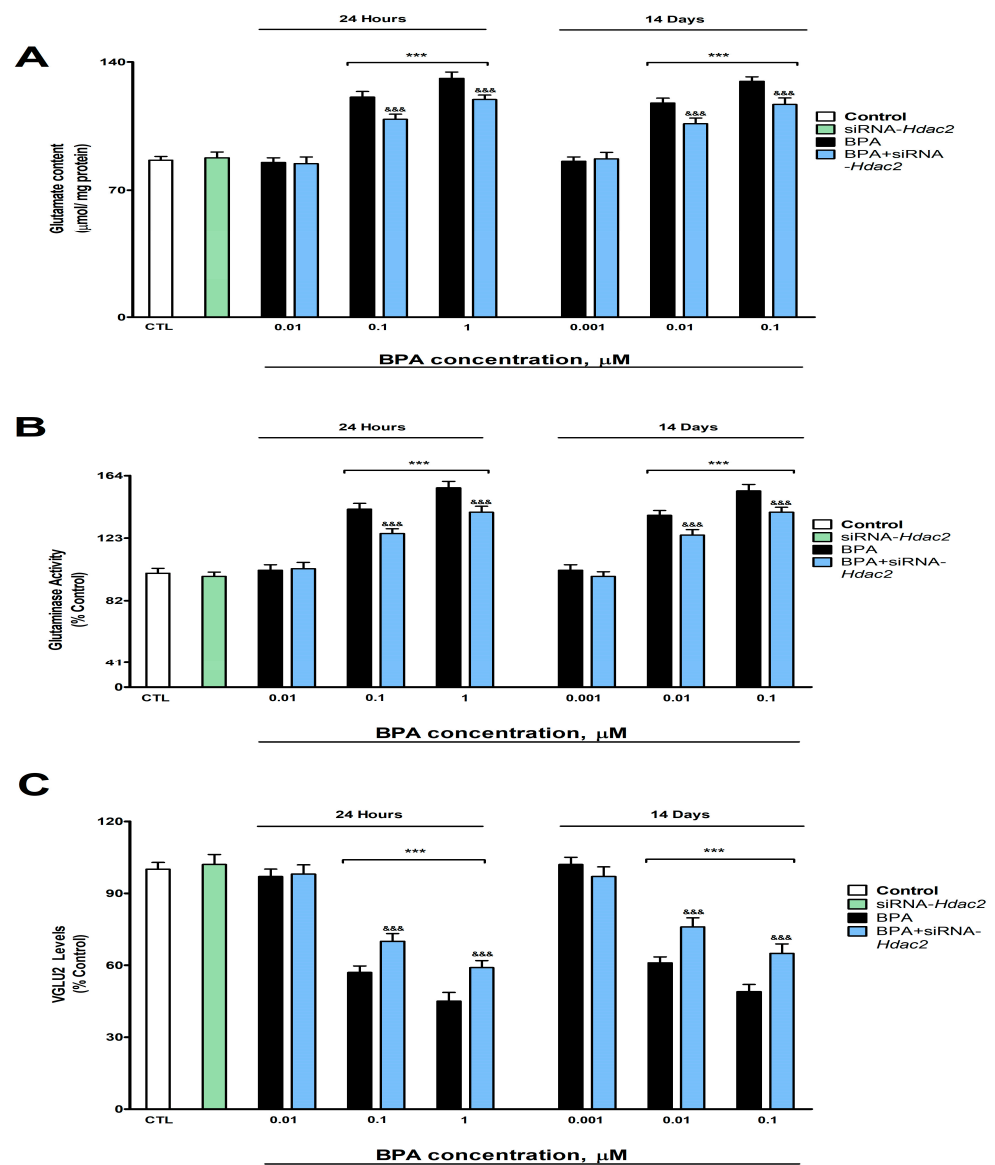 24 Hours
14 Days
A
***
***
140
70
0
Glutamate content
(μmol/ mg protein)
&&&
&&&
&&&
&&&
Control
siRNA-Hdac2
BPA
BPA+siRNA
-Hdac2
CTL
0.01
0.1
1
0.001
0.01
0.1
BPA concentration, μM
B
24 Hours
14 Days
***
***
164
123
82
41
0
Glutaminase Activity
(% Control)
&&&
&&&
&&&
&&&
Control
siRNA-Hdac2
BPA
BPA+siRNA-
Hdac2
CTL
0.01
0.1
1
0.001
0.01
0.1
BPA concentration, μM
C
24 Hours
14 Days
***
***
120
90
60
30
0
VGLU2 Levels
(% Control)
&&&
&&&
&&&
&&&
Control
siRNA-Hdac2
BPA
BPA+siRNA-
Hdac2
CTL
0.01
0.1
1
0.001
0.01
0.1
BPA concentration, μM